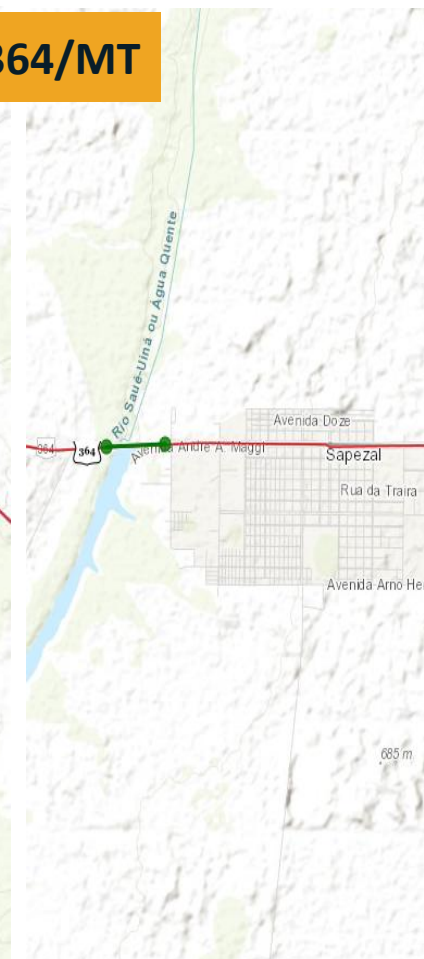 364/MT
Rio Sauê-Uiná ou Água Quente
Avenida Doze
364
364
Avenida André A. Maggi
Sapezal
Rua da Traira
Avenida Arno He
685 m